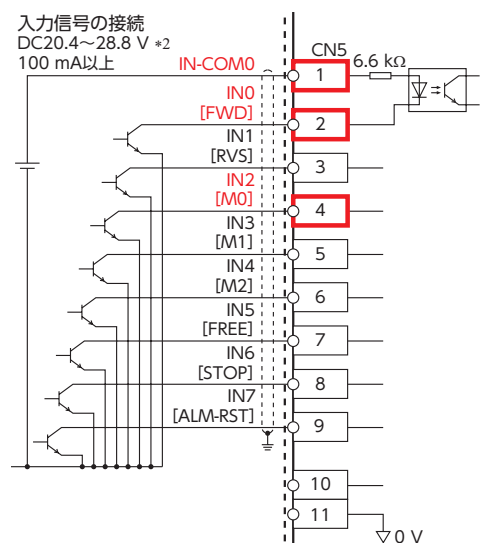 入力信号の接続
DC20.4～28.8 V *2
100 mA以上
CN5
IN-COM0
1
6.6 kΩ
IN0
[FWD]
2
IN1
[RVS]
3
IN2
[M0]
4
IN3
[M1]
5
IN4
[M2]
6
IN5
[FREE]
7
IN6
[STOP]
8
IN7
[ALM-RST]
9
10
11
0 V